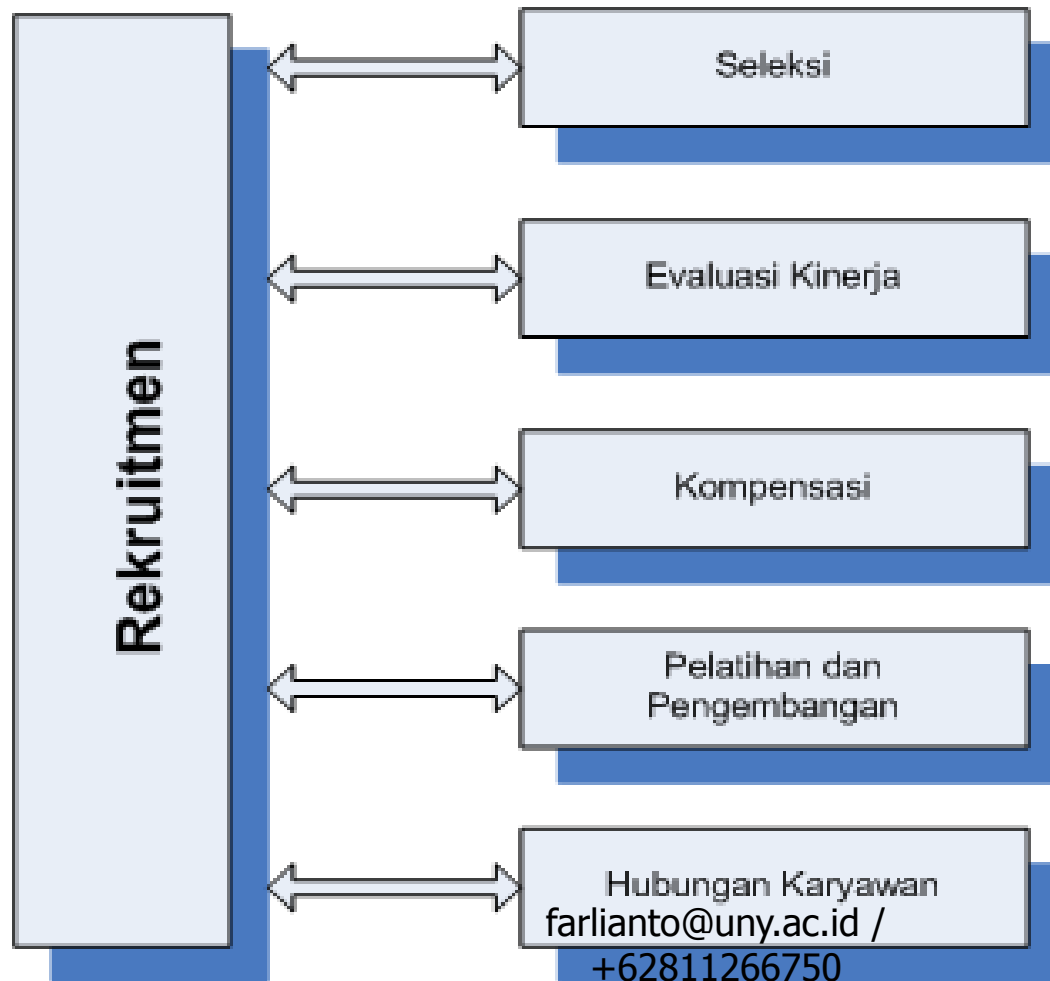 Rekruitmen
Seleksi
Evaluasi Kinerja
Kompensasi
Pelatihan dan
Pengembangan
Hubungan Karyawan
farlianto@uny.ac.id /
+62811266750